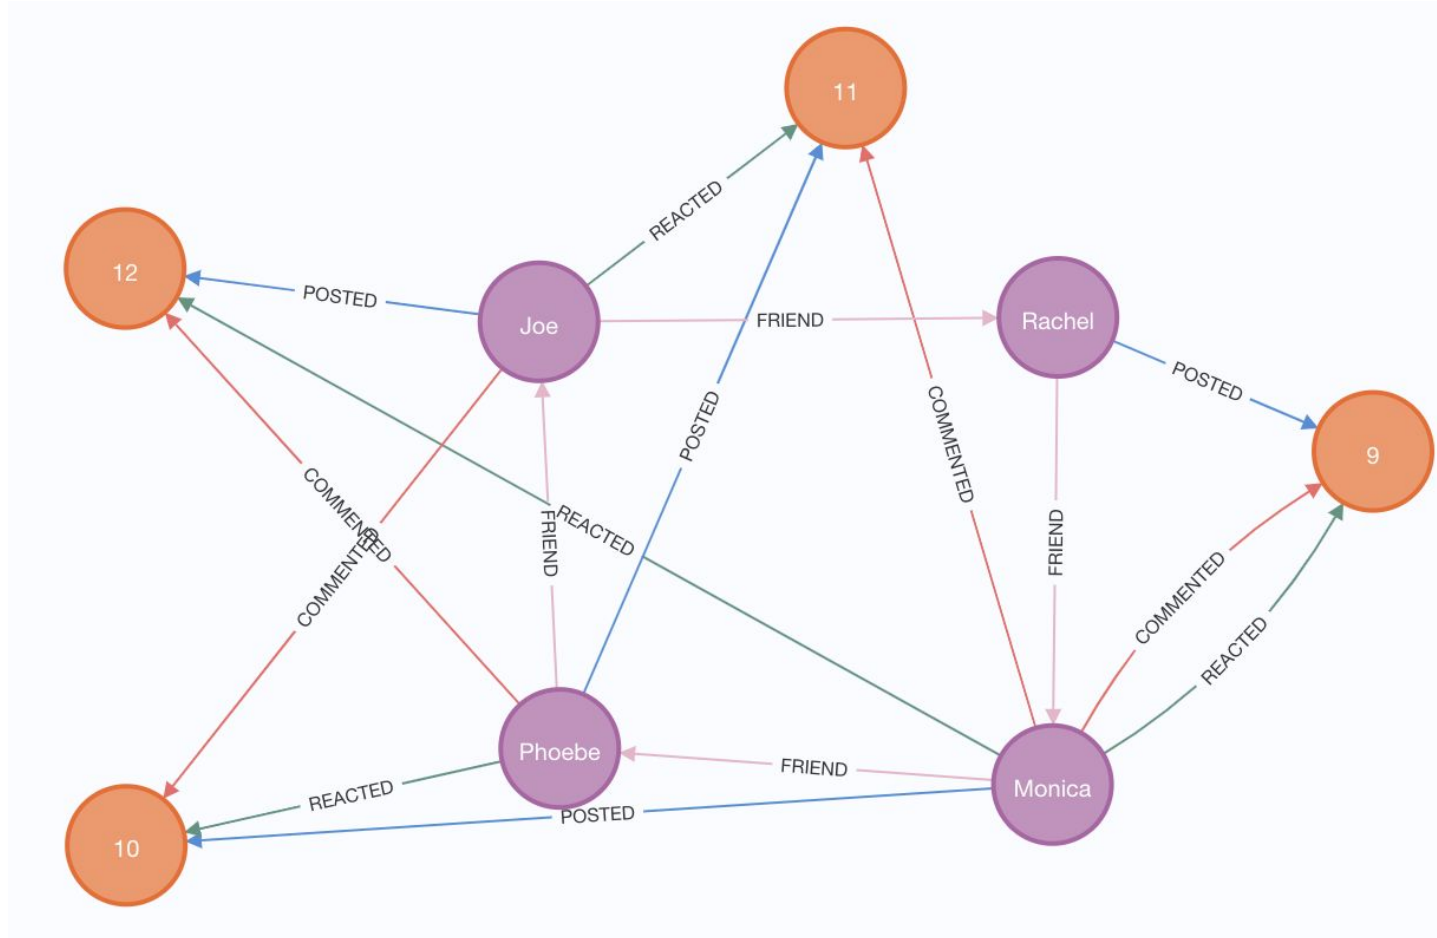 11
REACTED
12
POSTED
Joe
FRIEND
Rachel
POSTED
COMMENTED
POSTED
9
COMMENTED
REACTED
FRIEND
FRIEND
COMMENTED
COMMENTED
REACTED
Phoebe
FRIEND
Monica
REACTED
POSTED
10